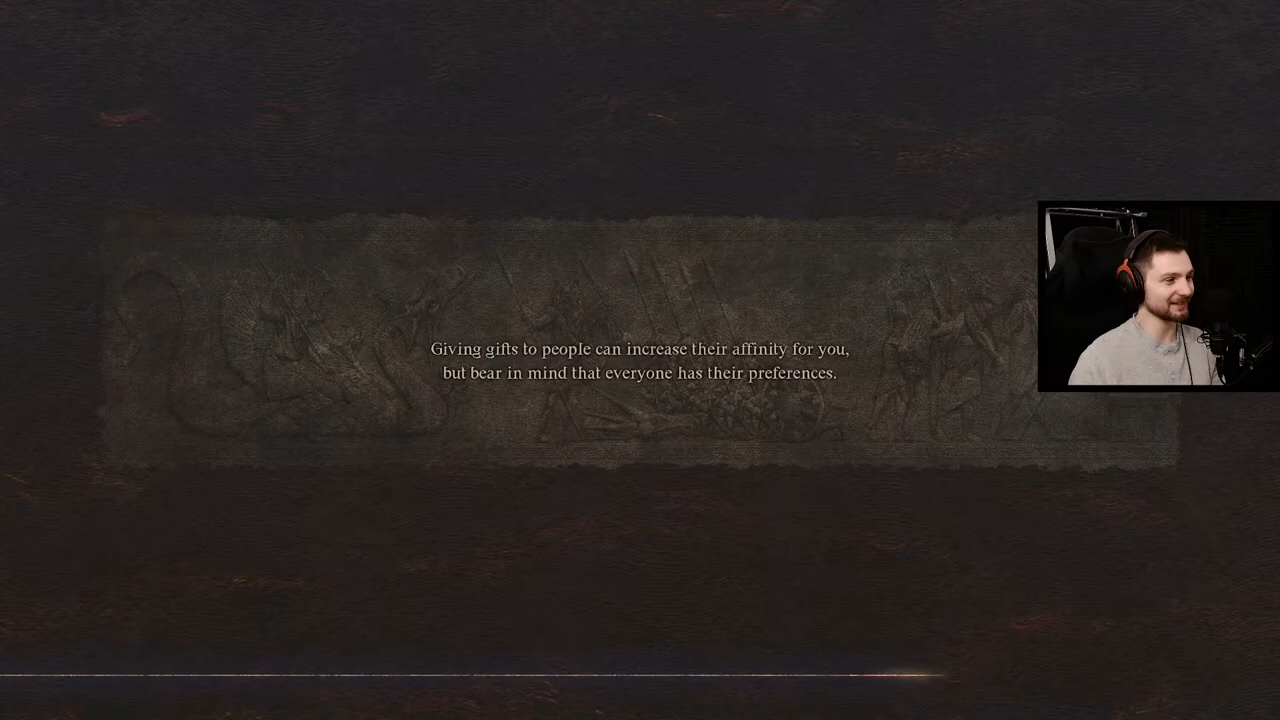 Giving gifts to people can increase their affinity for you,
but bear in mind that everyone has their preferences.